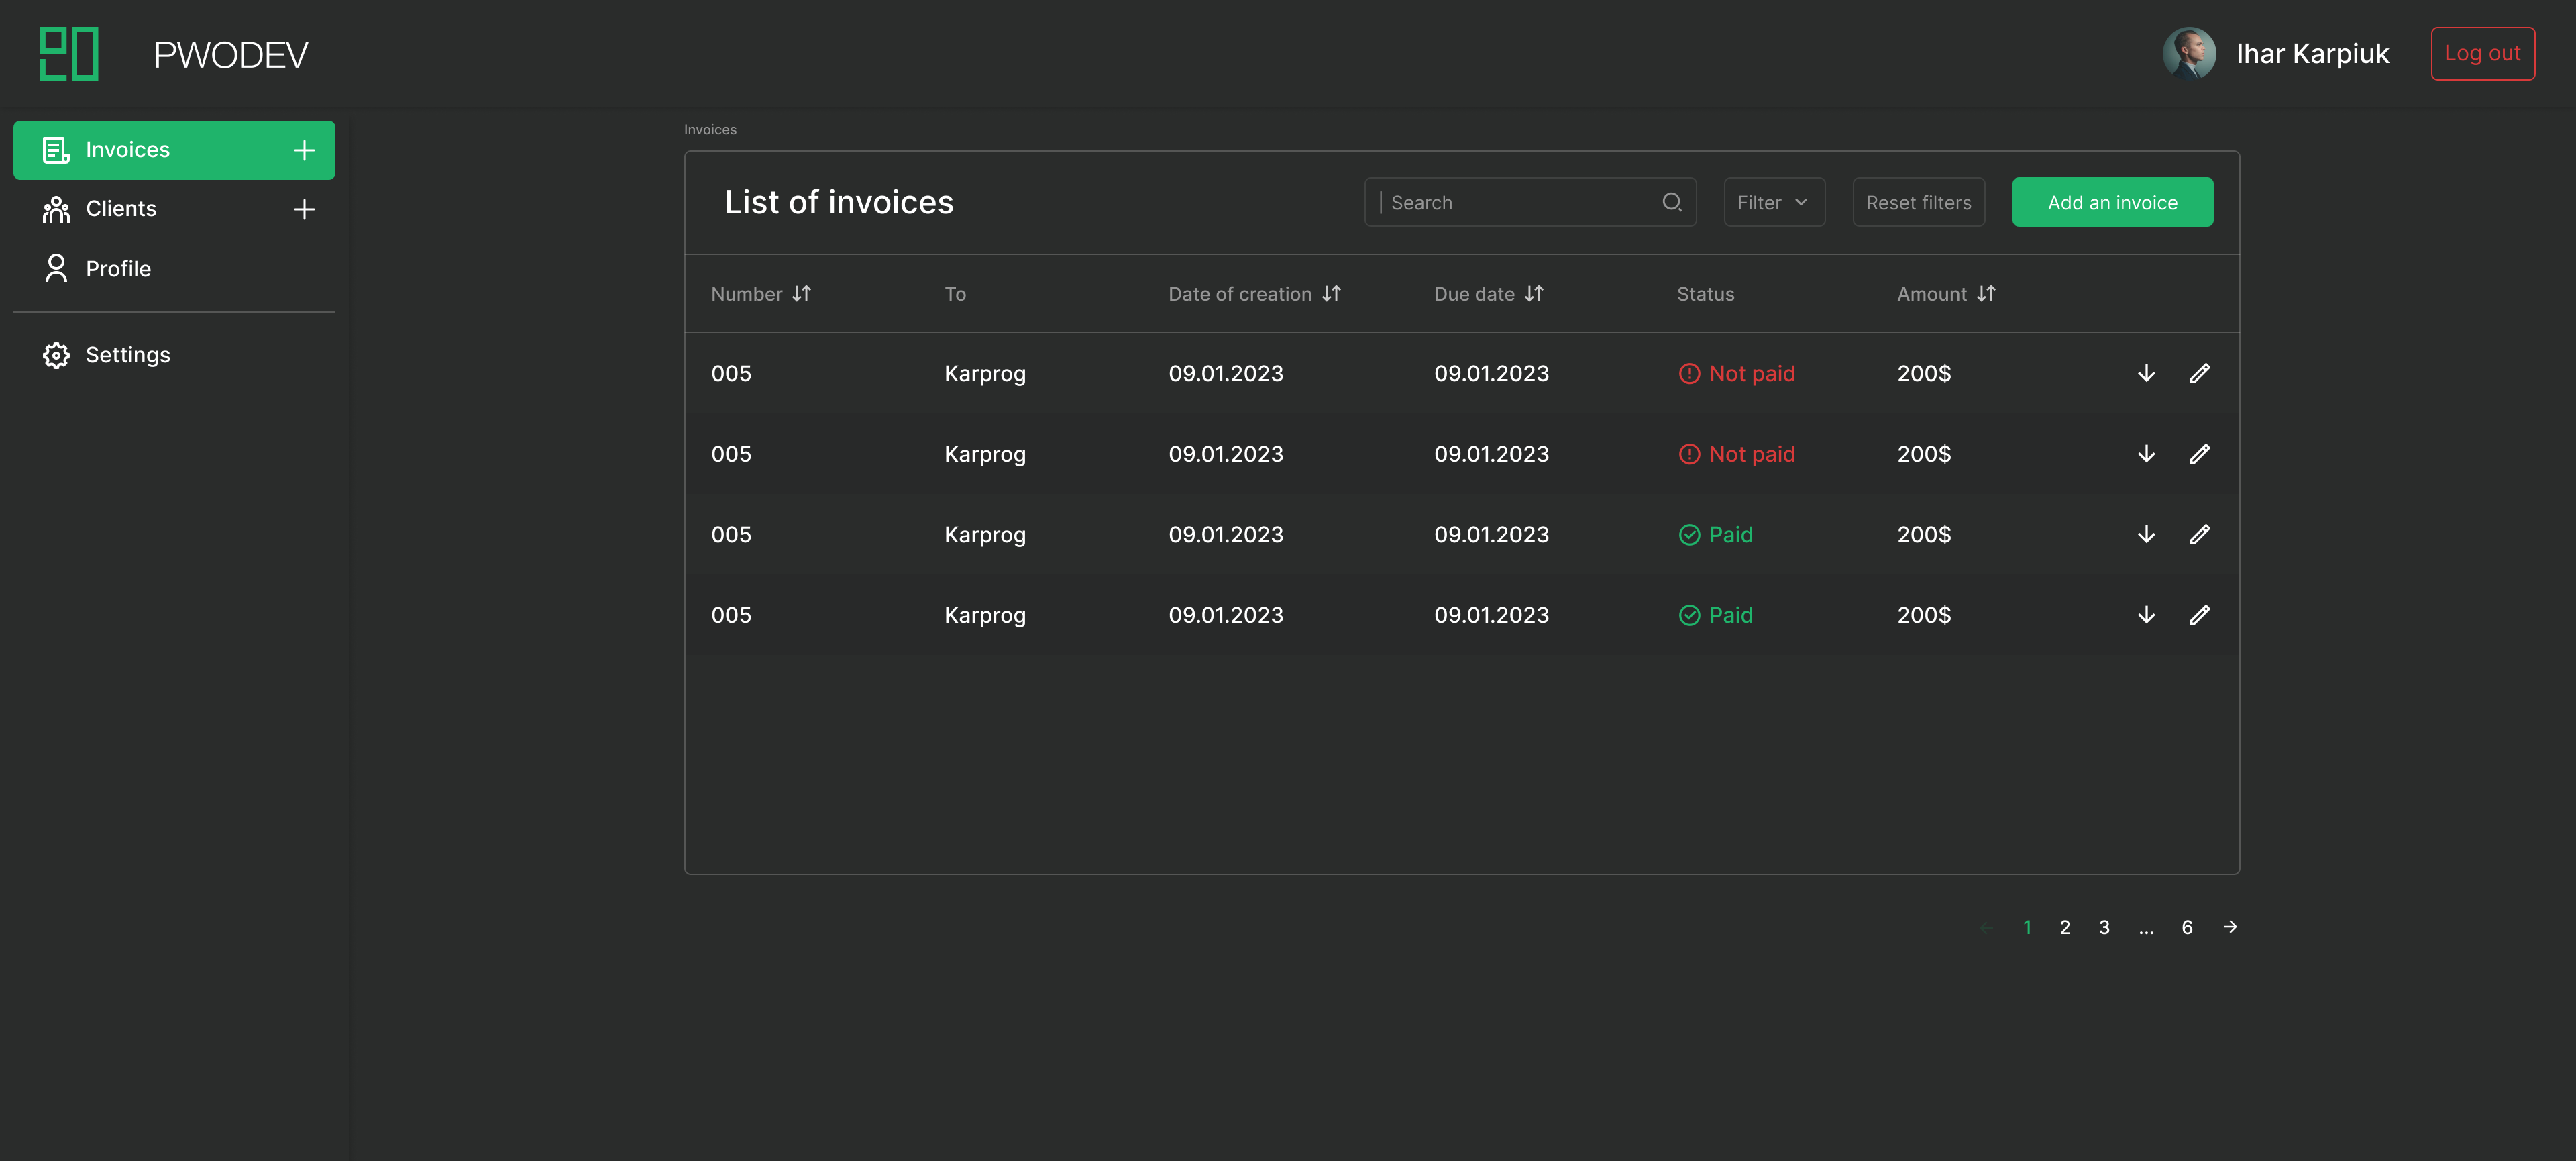 PWODEV
Ihar Karpiuk
Log out
Invoices
Clients
Profile
Settings
Invoices
List of invoices
Search
Filter
Reset filters
Add an invoice
Number To Date of creation Due date Status Amount
005 Karprog 09.01.2023 09.01.2023 Not paid 200$
005 Karprog 09.01.2023 09.01.2023 Not paid 200$
005 Karprog 09.01.2023 09.01.2023 Paid 200$
005 Karprog 09.01.2023 09.01.2023 Paid 200$
1 2 3 ... 6